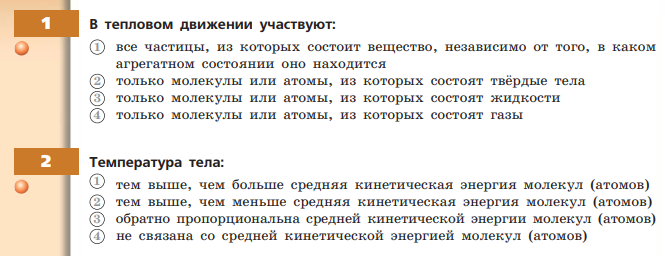 1 В тепловом движении участвуют:
1 все частицы, из которых состоит вещество, независимо от того, в каком
агрегатном состоянии оно находится
2 только молекулы или атомы, из которых состоят твёрдые тела
3 только молекулы или атомы, из которых состоят жидкости
4 только молекулы или атомы, из которых состоят газы
2 Температура тела:
1 тем выше, чем больше средняя кинетическая энергия молекул (атомов)
2 тем выше, чем меньше средняя кинетическая энергия молекул (атомов)
3 обратно пропорциональна средней кинетической энергии молекул (атомов)
4 не связана со средней кинетической энергией молекул (атомов)